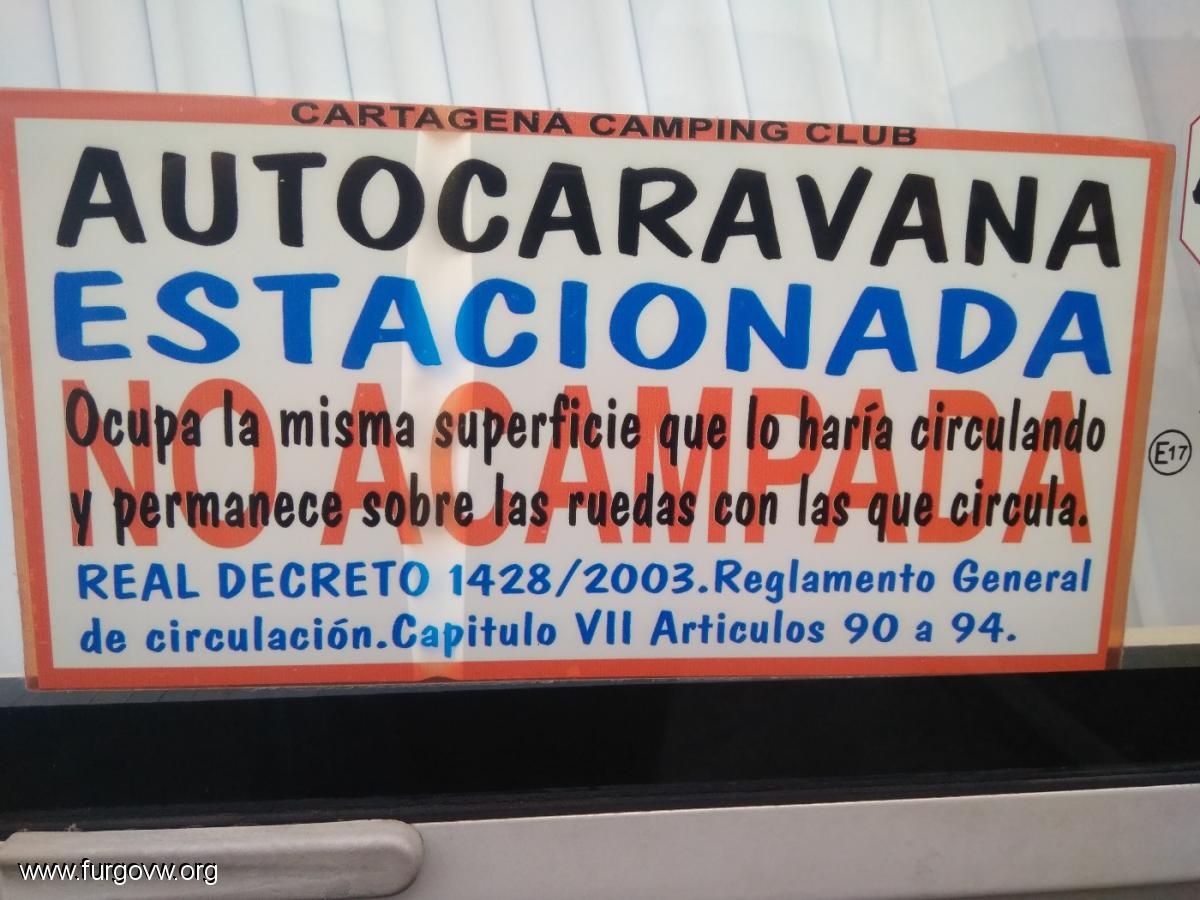 CARTAGENA CAMPING CLUB
AUTOCARAVANA
ESTACIONADA
NO ACAMPADA
Ocupa la misma superficie que lo haría circulando
y permanece sobre las ruedas con las que circula.
REAL DECRETO 1428/2003.Reglamento General
de circulación.Capitulo VII Articulos 90 a 94.
E17
www.furgovw.org